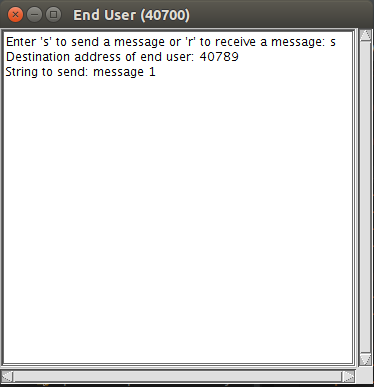 End User (40700)
Enter 's' to send a message or 'r' to receive a message: s
Destination address of end user: 40789
String to send: message 1